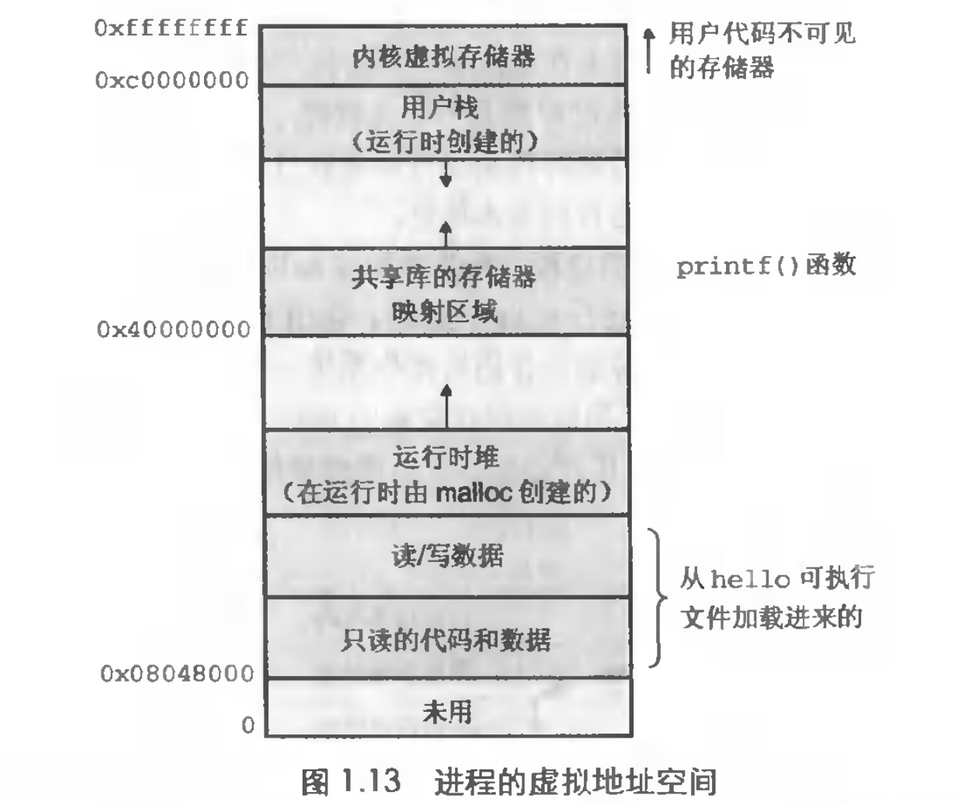 0xffffffff
内核虚拟存储器
用户代码不可见
的存储器
0xc0000000
用户栈
（运行时创建的）
共享库的存储器
映射区域
printf()函数
0x40000000
运行时堆
（在运行时由 malloc 创建的）
读/写数据
从hello可执行
文件加载进来的
只读的代码和数据
0x08048000
未用
0
图 1.13 进程的虚拟地址空间